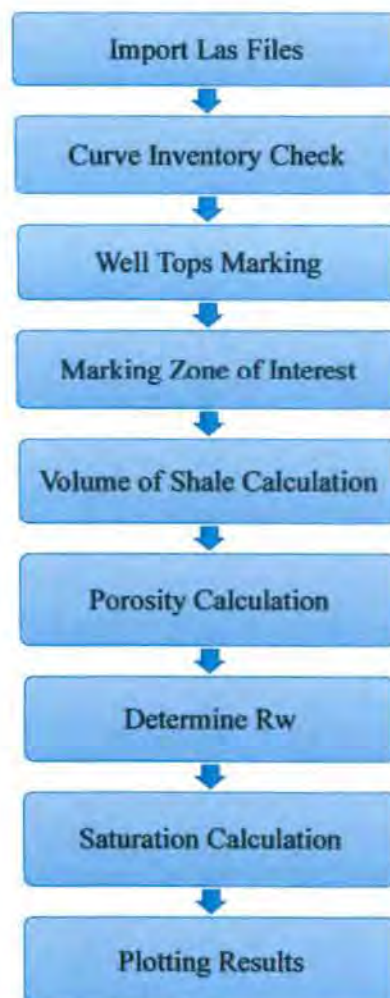 Import Las Files
Curve Inventory Check
Well Tops Marking
Marking Zone of Interest
Volume of Shale Calculation
Porosity Calculation
Determine Rw
Saturation Calculation
Plotting Results